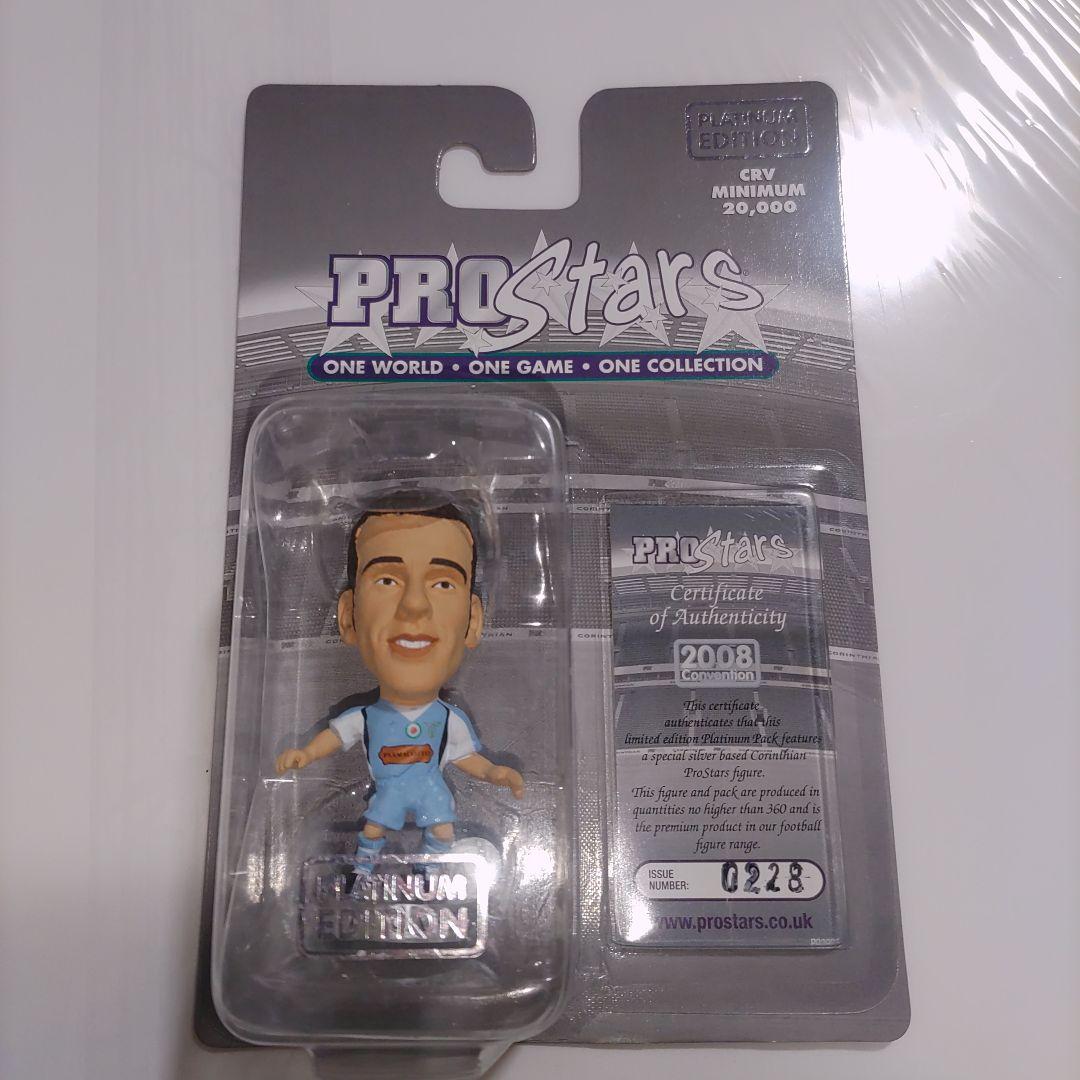 PLATINUM
EDITION
CRV
MINIMUM
20,000
PROStars
ONE WORLD • ONE GAME • ONE COLLECTION
PROStars
Certificate
of Authenticity
2008
Convention
This certificate
authenticates that this
limited edition Platinum Pack features
a special silver based Corinthian
ProStars figure.
This figure and pack are produced in
quantities no higher than 360 and is
the premium product in our football
figure range.
ISSUE
NUMBER: 0228
www.prostars.co.uk
PLATINUM
EDITION